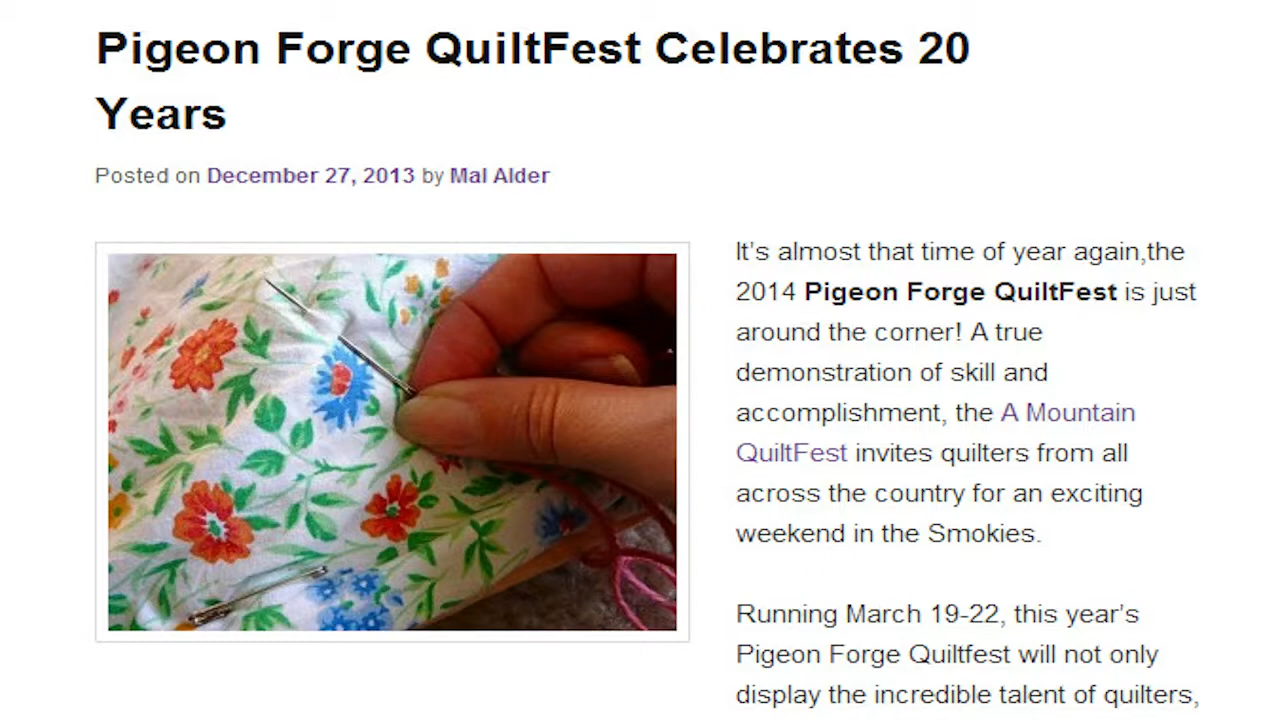 Pigeon Forge QuiltFest Celebrates 20
Years
Posted on December 27, 2013 by Mal Alder
It's almost that time of year again,the
2014 Pigeon Forge QuiltFest is just
around the corner! A true
demonstration of skill and
accomplishment, the A Mountain
QuiltFest invites quilters from all
across the country for an exciting
weekend in the Smokies.
Running March 19-22, this year's
Pigeon Forge Quiltfest will not only
display the incredible talent of quilters,